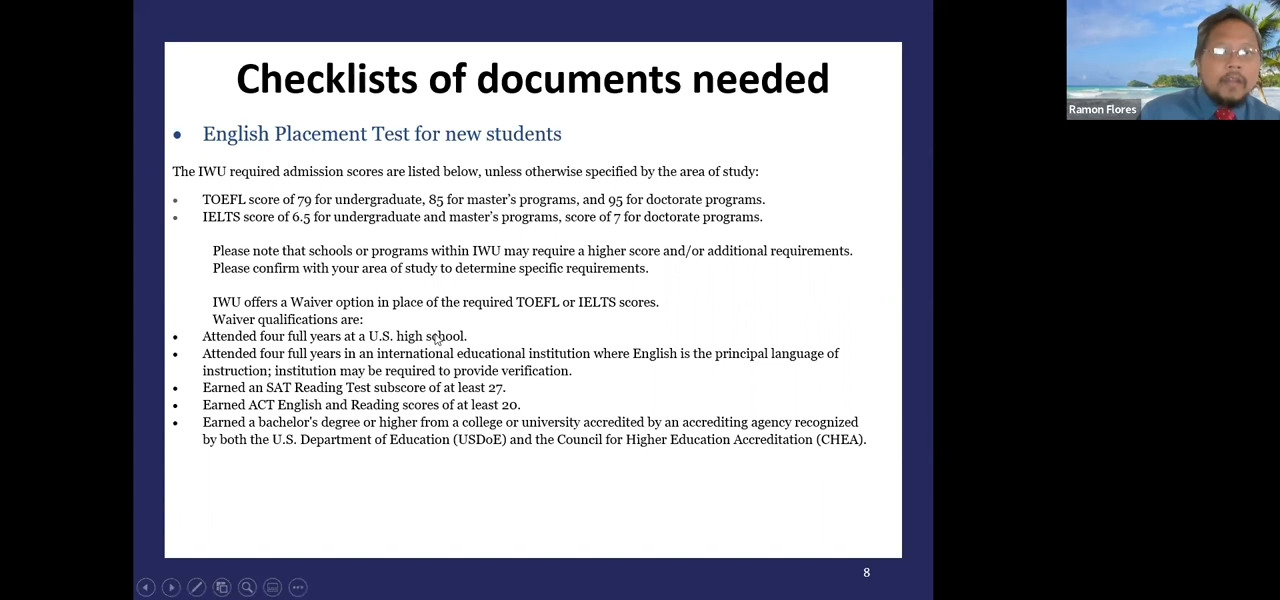 Checklists of documents needed
• English Placement Test for new students
The IWU required admission scores are listed below, unless otherwise specified by the area of study:
• TOEFL score of 79 for undergraduate, 85 for master's programs, and 95 for doctorate programs.
• IELTS score of 6.5 for undergraduate and master's programs, score of 7 for doctorate programs.
Please note that schools or programs within IWU may require a higher score and/or additional requirements.
Please confirm with your area of study to determine specific requirements.
IWU offers a Waiver option in place of the required TOEFL or IELTS scores.
Waiver qualifications are:
• Attended four full years at a U.S. high school.
• Attended four full years in an international educational institution where English is the principal language of
instruction; institution may be required to provide verification.
• Earned an SAT Reading Test subscore of at least 27.
• Earned ACT English and Reading scores of at least 20.
• Earned a bachelor's degree or higher from a college or university accredited by an accrediting agency recognized
by both the U.S. Department of Education (USDoE) and the Council for Higher Education Accreditation (CHEA).
8
Ramon Flores